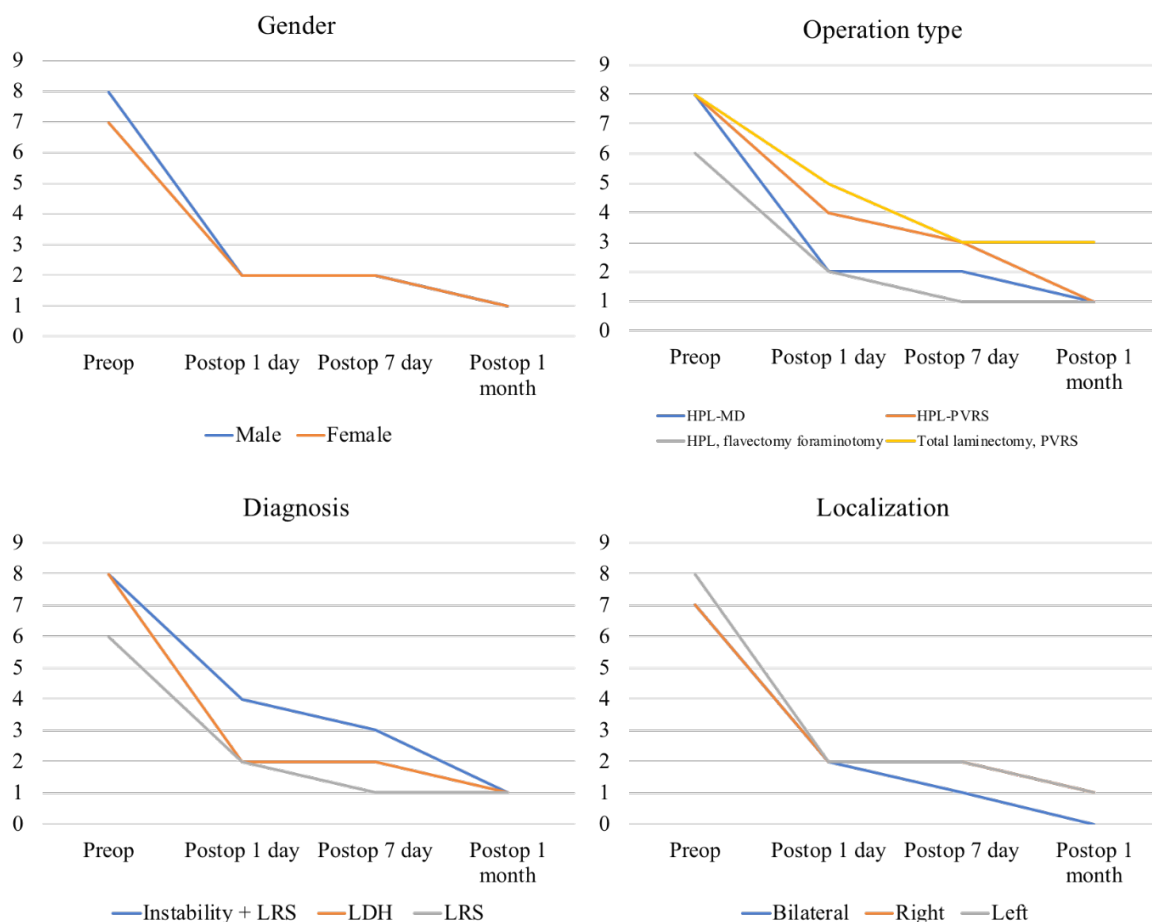 Gender
9
8
7
6
5
4
3
2
1
0
Preop Postop 1 day Postop 7 day Postop 1
month
Male Female
Operation type
9
8
7
6
5
4
3
2
1
0
Preop Postop 1 day Postop 7 day Postop 1
month
HPL-MD HPL-PVRS
HPL, flavectomy foraminotomy Total laminectomy, PVRS
Diagnosis
9
8
7
6
5
4
3
2
1
0
Preop Postop 1 day Postop 7 day Postop 1
month
Instability + LRS LDH LRS
Localization
9
8
7
6
5
4
3
2
1
0
Preop Postop 1 day Postop 7 day Postop 1
month
Bilateral Right Left